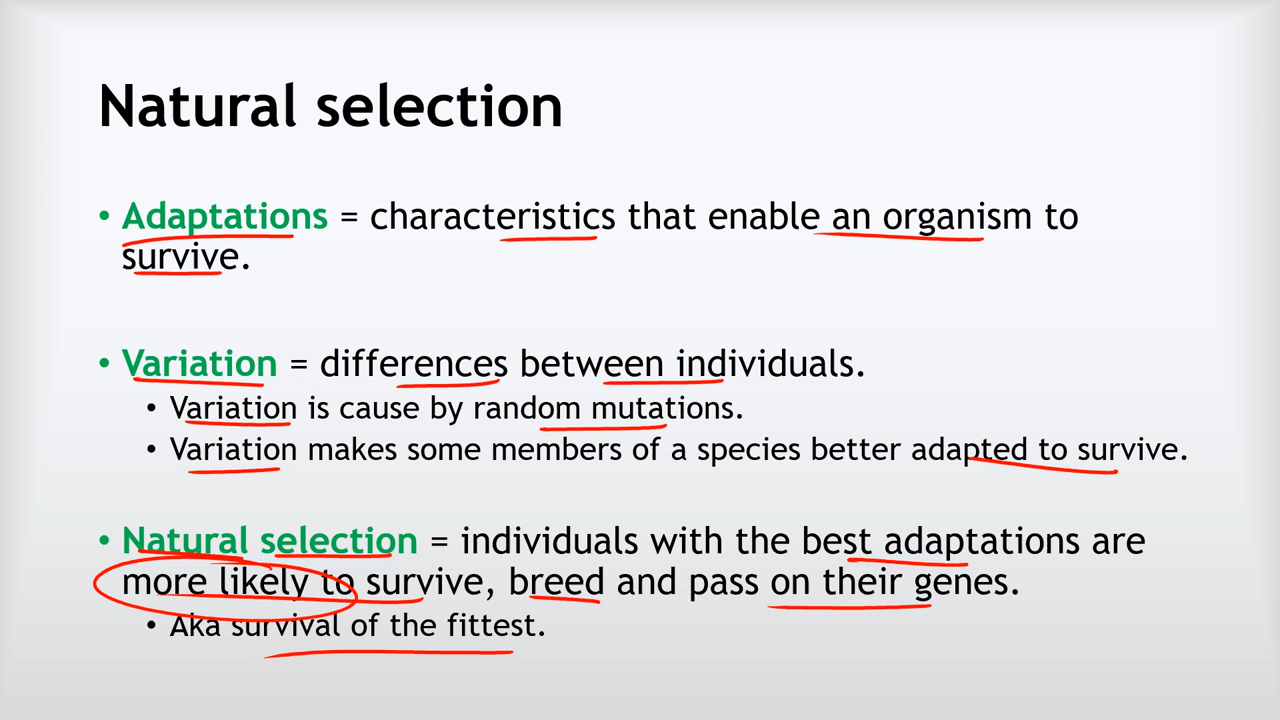 Natural selection
• Adaptations = characteristics that enable an organism to
survive.
• Variation = differences between individuals.
• Variation is cause by random mutations.
• Variation makes some members of a species better adapted to survive.
• Natural selection = individuals with the best adaptations are
more likely to survive, breed and pass on their genes.
• Aka survival of the fittest.